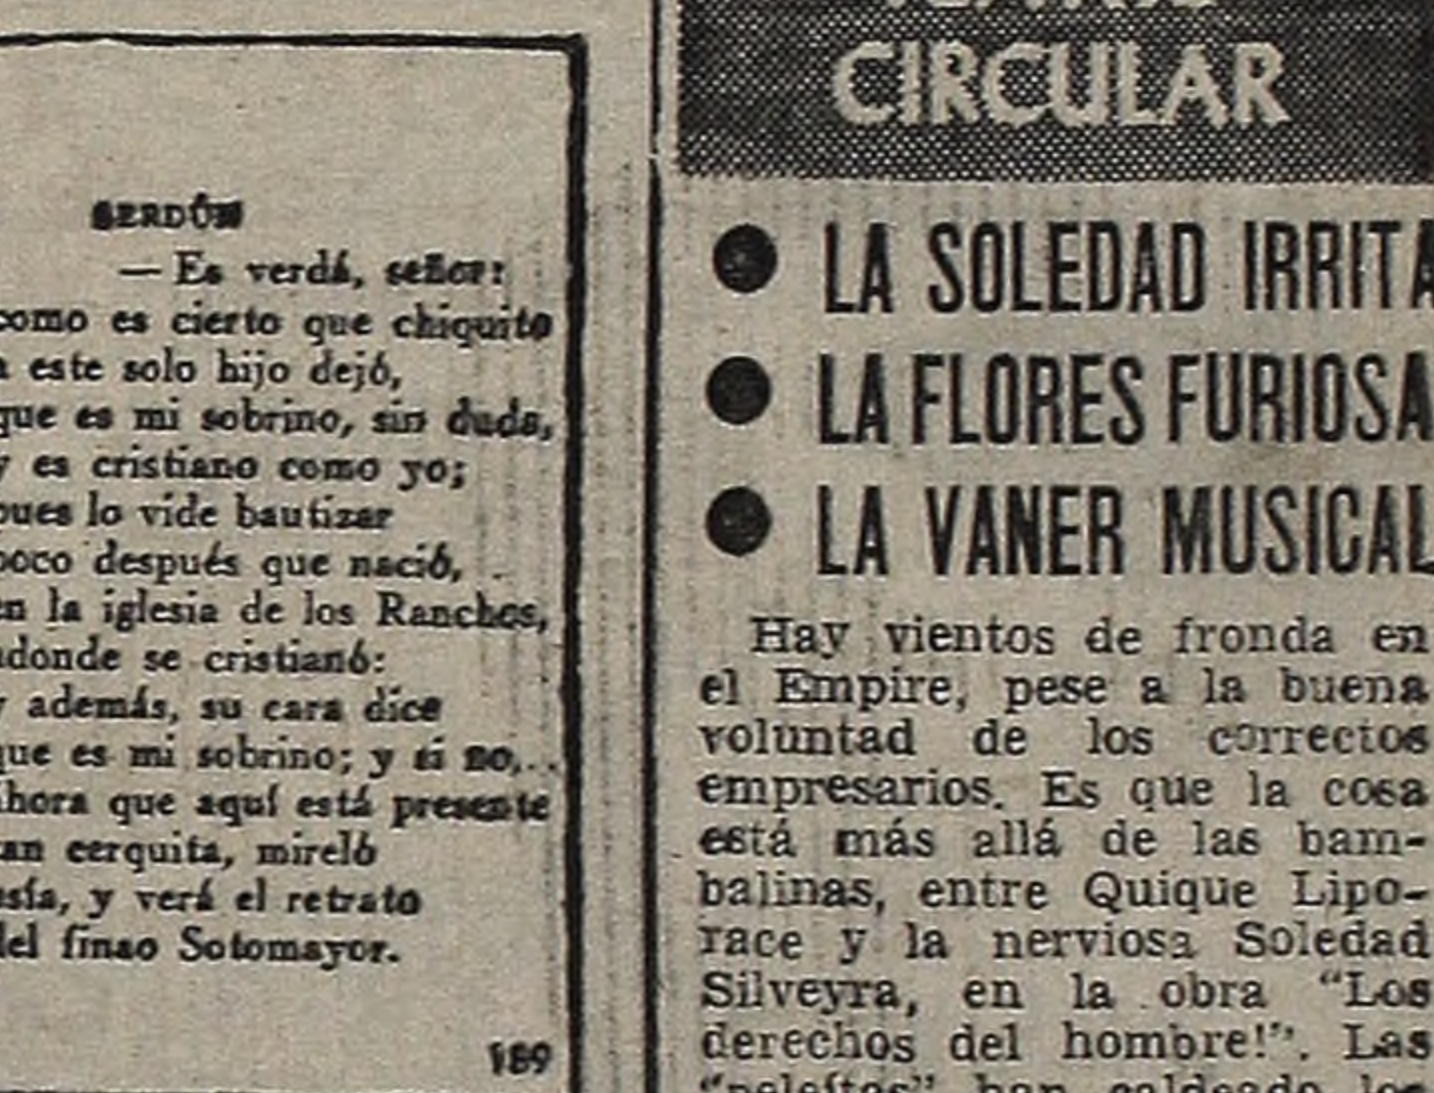 BERDÚN
— Es verdá, señor:
como es cierto que chiquito
a este solo hijo dejó,
que es mi sobrino, sin duda,
y es cristiano como yo;
pues lo vide bautizar
poco después que nació,
en la iglesia de los Ranchos,
adonde se cristianó:
y además, su cara dice
que es mi sobrino; y si no,..
ahora que aquí está presente
tan cerquita, mireló
usía, y verá el retrato
del finao Sotomayor.
189
CIRCULAR
● LA SOLEDAD IRRITA
● LA FLORES FURIOSA
● LA VANER MUSICAL
Hay vientos de fronda en
el Empire, pese a la buena
voluntad de los correctos
empresarios. Es que la cosa
está más allá de las bam-
balinas, entre Quique Lipo-
race y la nerviosa Soledad
Silveyra, en la obra “Los
derechos del hombre!”. Las